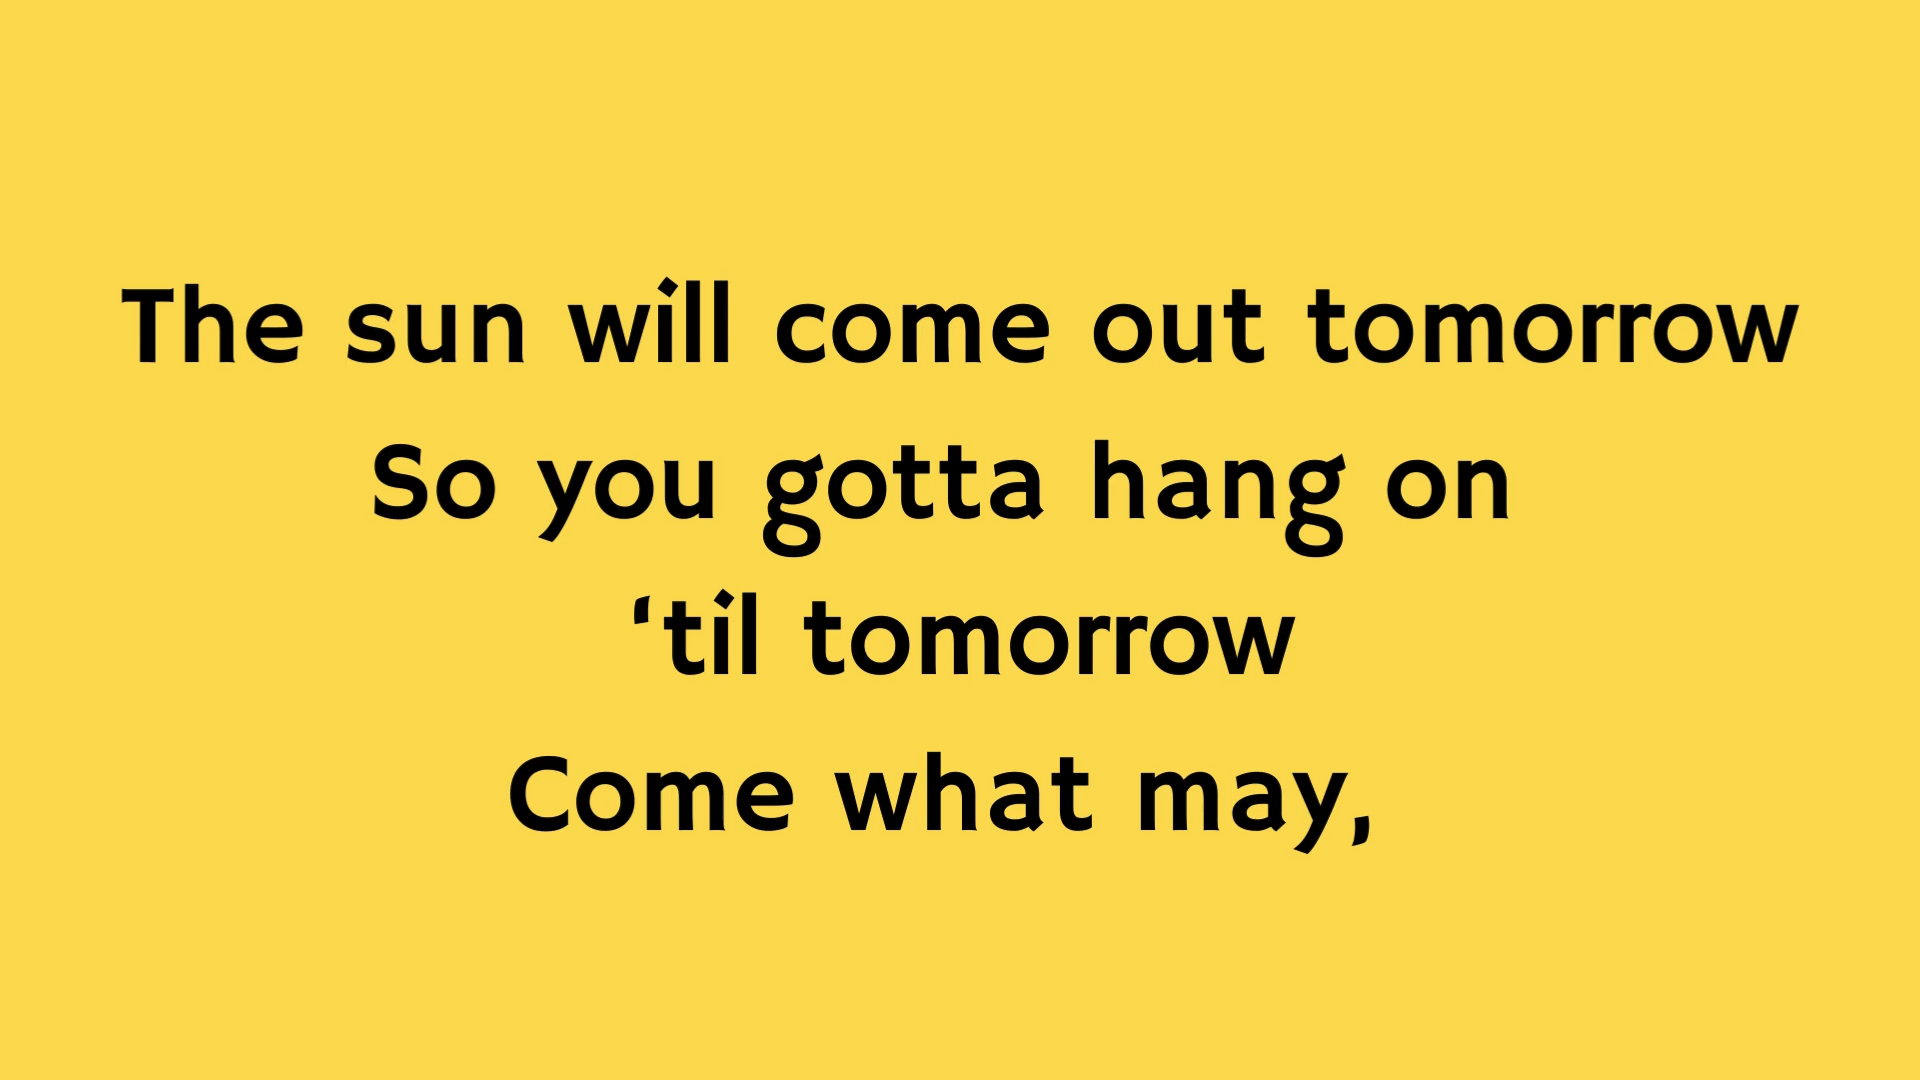 The sun will come out tomorrow
So you gotta hang on
‘til tomorrow
Come what may,